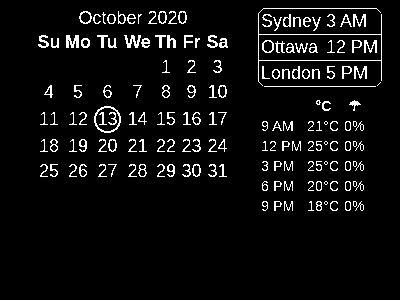 October 2020
Su Mo Tu We Th Fr Sa
1 2 3
4 5 6 7 8 9 10
11 12 13 14 15 16 17
18 19 20 21 22 23 24
25 26 27 28 29 30 31
Sydney 3 AM
Ottawa 12 PM
London 5 PM
°C ☂
9 AM 21°C 0%
12 PM 25°C 0%
3 PM 25°C 0%
6 PM 20°C 0%
9 PM 18°C 0%